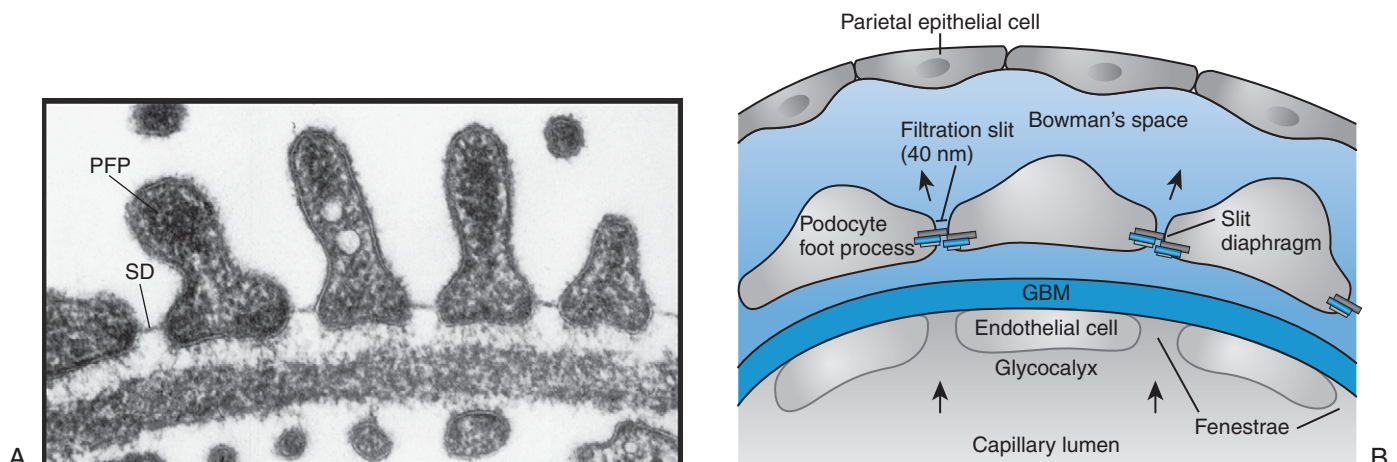 PFP
SD
A
Parietal epithelial cell
Bowman's space
Filtration slit
(40 nm)
Podocyte
foot process
Slit
diaphragm
GBM
Endothelial cell
Glycocalyx
Fenestrae
Capillary lumen
B